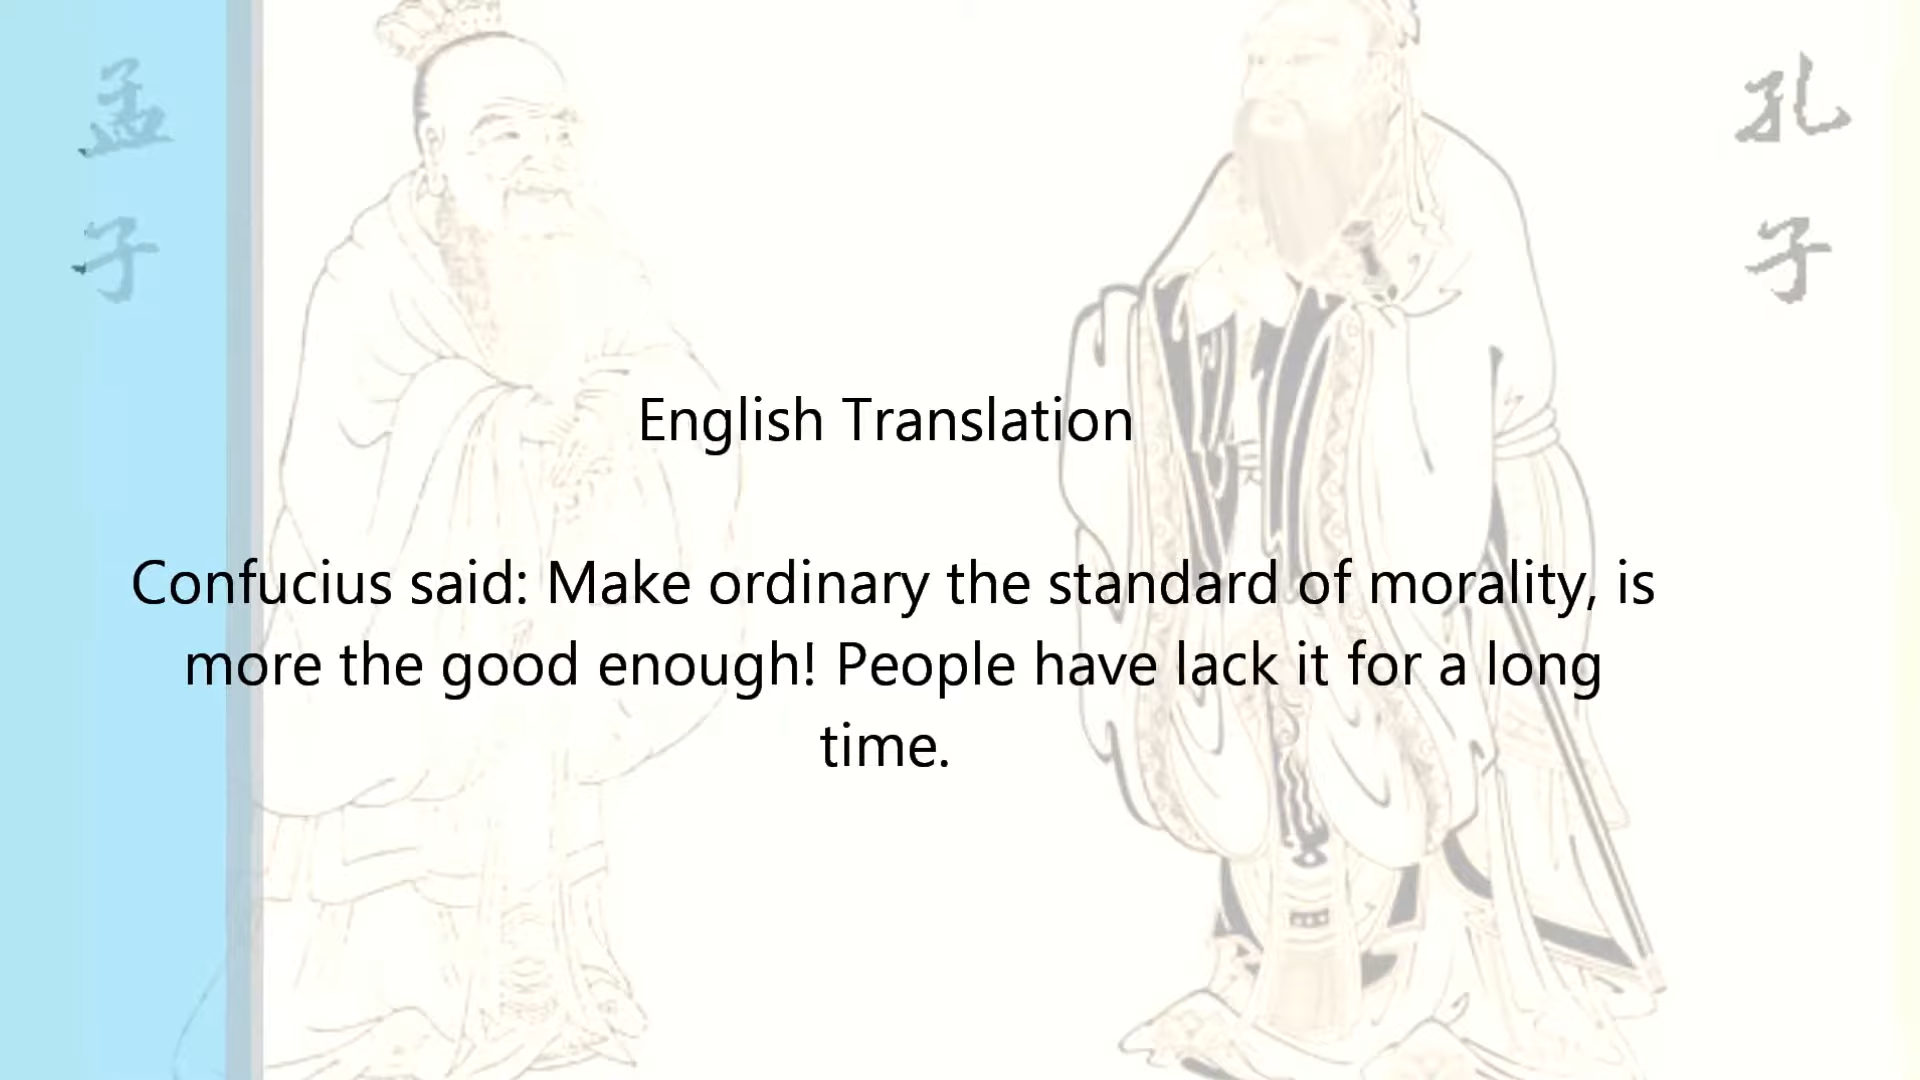 孟子
孔子
English Translation
Confucius said: Make ordinary the standard of morality, is
more the good enough! People have lack it for a long
time.